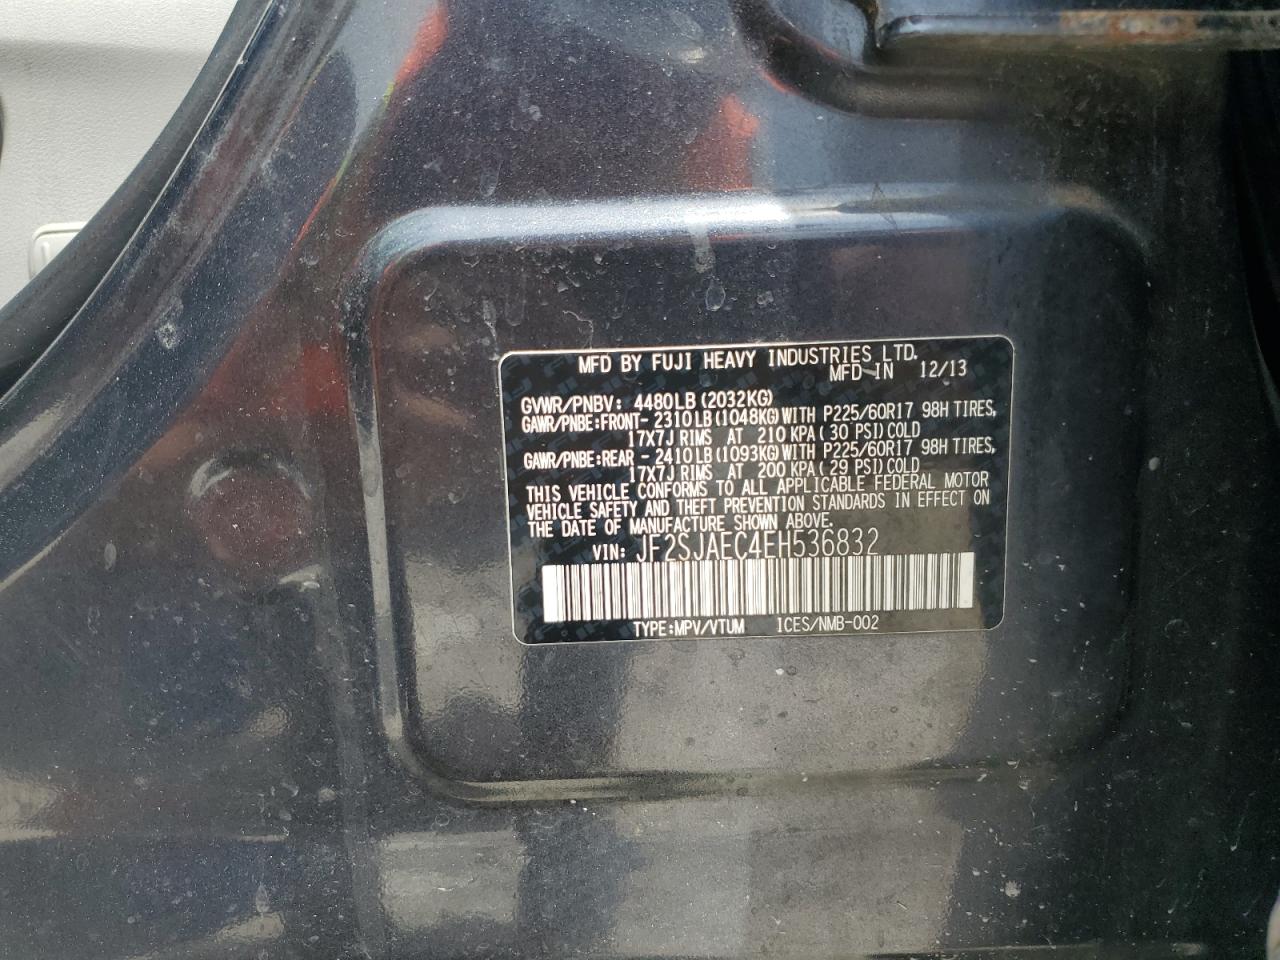 MFD BY FUJI HEAVY INDUSTRIES LTD.
MFD IN 12/13
GVWR/PNBV: 4480LB (2032KG)
GAWR/PNBE:FRONT- 2310LB (1048KG) WITH P225/60R17 98H TIRES,
17X7J RIMS AT 210 KPA ( 30 PSI) COLD
GAWR/PNBE:REAR - 2410LB (1093KG) WITH P225/60R17 98H TIRES,
17X7J RIMS AT 200 KPA ( 29 PSI) COLD
THIS VEHICLE CONFORMS TO ALL APPLICABLE FEDERAL MOTOR
VEHICLE SAFETY AND THEFT PREVENTION STANDARDS IN EFFECT ON
THE DATE OF MANUFACTURE SHOWN ABOVE.
VIN: JF2SJAEC4EH536832
TYPE:MPV/VTUM ICES/NMB-002